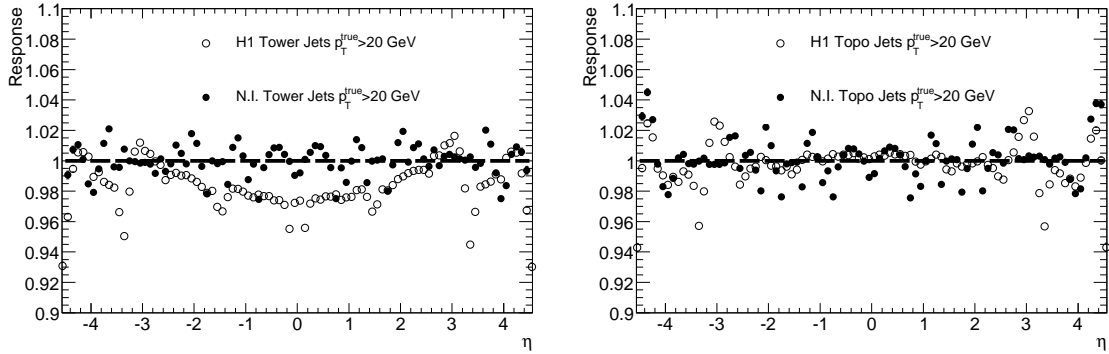 Response
1.1
1.08
1.06
1.04
1.02
1
0.98
0.96
0.94
0.92
0.9
H1 Tower Jets p_T^true>20 GeV
N.I. Tower Jets p_T^true>20 GeV
-4 -3 -2 -1 0 1 2 3 4
η
Response
1.1
1.08
1.06
1.04
1.02
1
0.98
0.96
0.94
0.92
0.9
H1 Topo Jets p_T^true>20 GeV
N.I. Topo Jets p_T^true>20 GeV
-4 -3 -2 -1 0 1 2 3 4
η